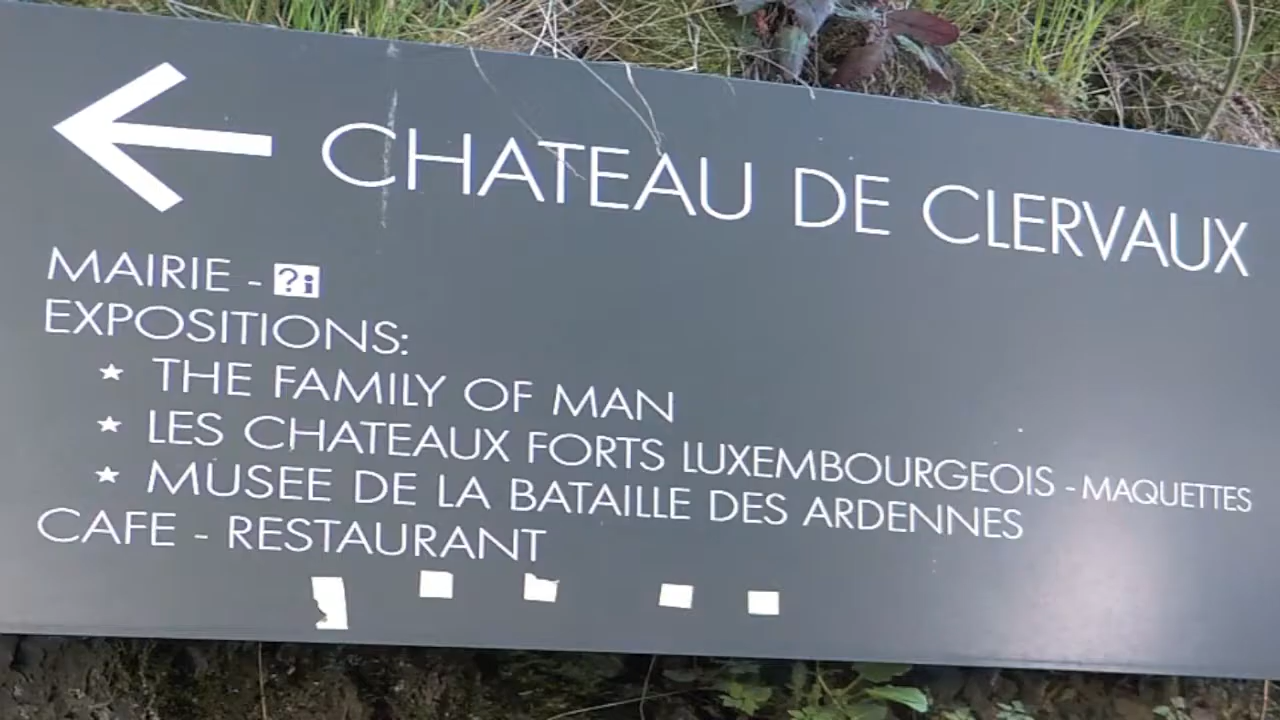 CHATEAU DE CLERVAUX
MAIRIE - ?i
EXPOSITIONS:
★ THE FAMILY OF MAN
★ LES CHATEAUX FORTS LUXEMBOURGEOIS - MAQUETTES
★ MUSEE DE LA BATAILLE DES ARDENNES
CAFE - RESTAURANT